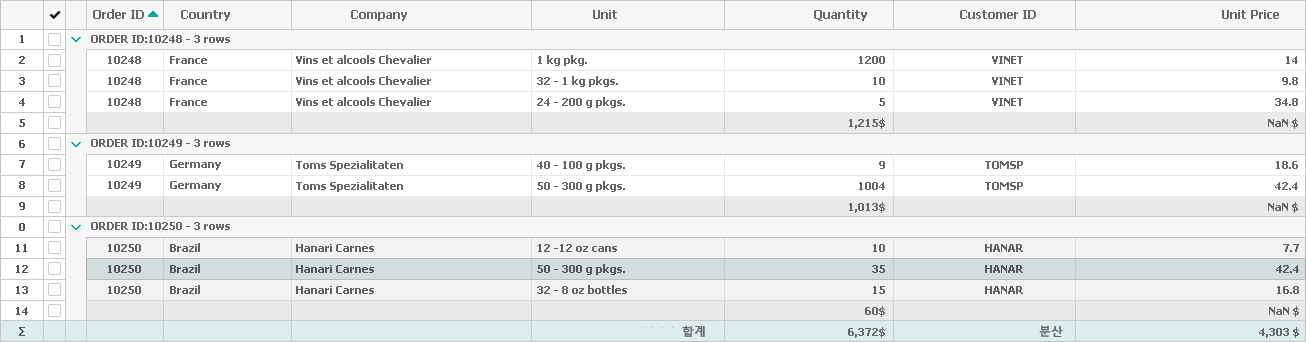 ✔ Order ID ▲ Country Company Unit Quantity Customer ID Unit Price
1 ORDER ID:10248 - 3 rows
2 10248 France Vins et alcools Chevalier 1 kg pkg. 1200 VINET 14
3 10248 France Vins et alcools Chevalier 32 - 1 kg pkgs. 10 VINET 9.8
4 10248 France Vins et alcools Chevalier 24 - 200 g pkgs. 5 VINET 34.8
5 1,215$ NaN $
6 ORDER ID:10249 - 3 rows
7 10249 Germany Toms Spezialitaten 40 - 100 g pkgs. 9 TOMSP 18.6
8 10249 Germany Toms Spezialitaten 50 - 300 g pkgs. 1004 TOMSP 42.4
9 1,013$ NaN $
0 ORDER ID:10250 - 3 rows
11 10250 Brazil Hanari Carnes 12 -12 oz cans 10 HANAR 7.7
12 10250 Brazil Hanari Carnes 50 - 300 g pkgs. 35 HANAR 42.4
13 10250 Brazil Hanari Carnes 32 - 8 oz bottles 15 HANAR 16.8
14 60$ NaN $
Σ 합계 6,372$ 분산 4,303 $